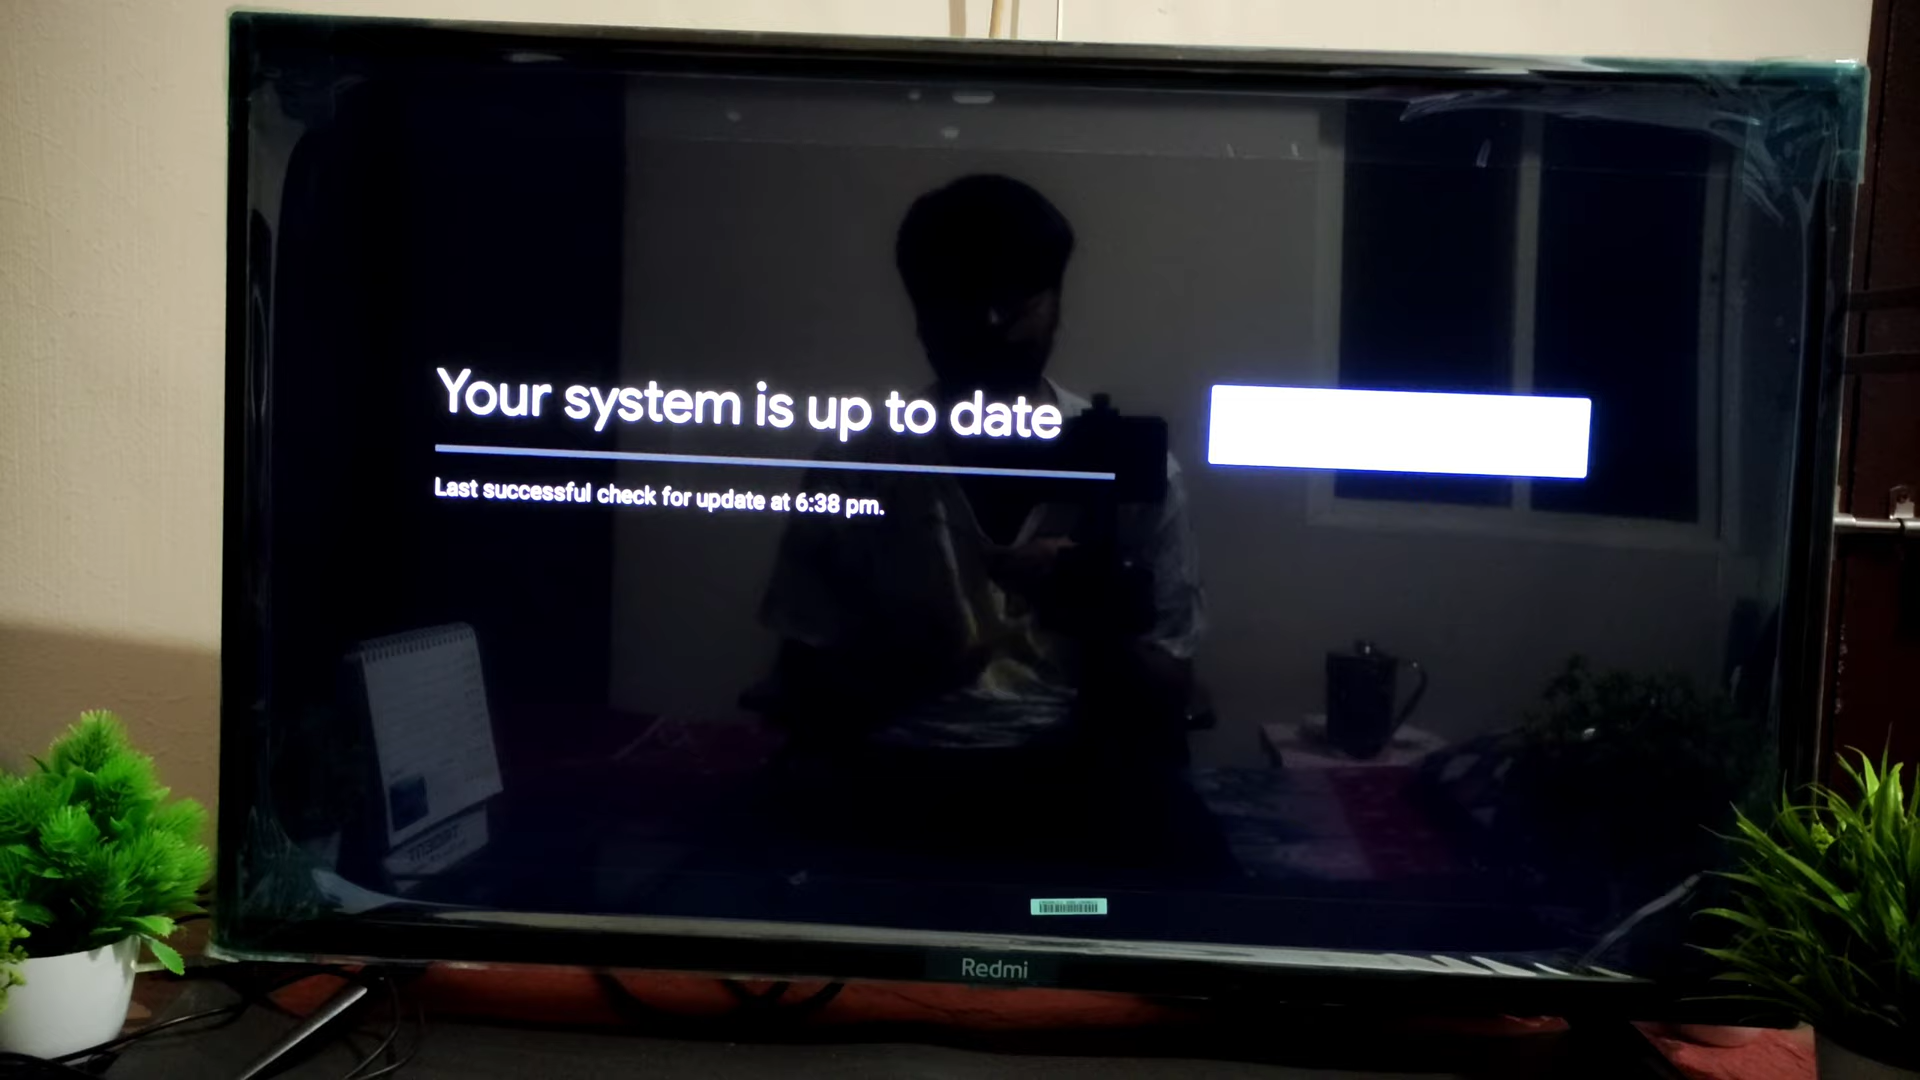 Your system is up to date
Last successful check for update at 6:38 pm.
Redmi